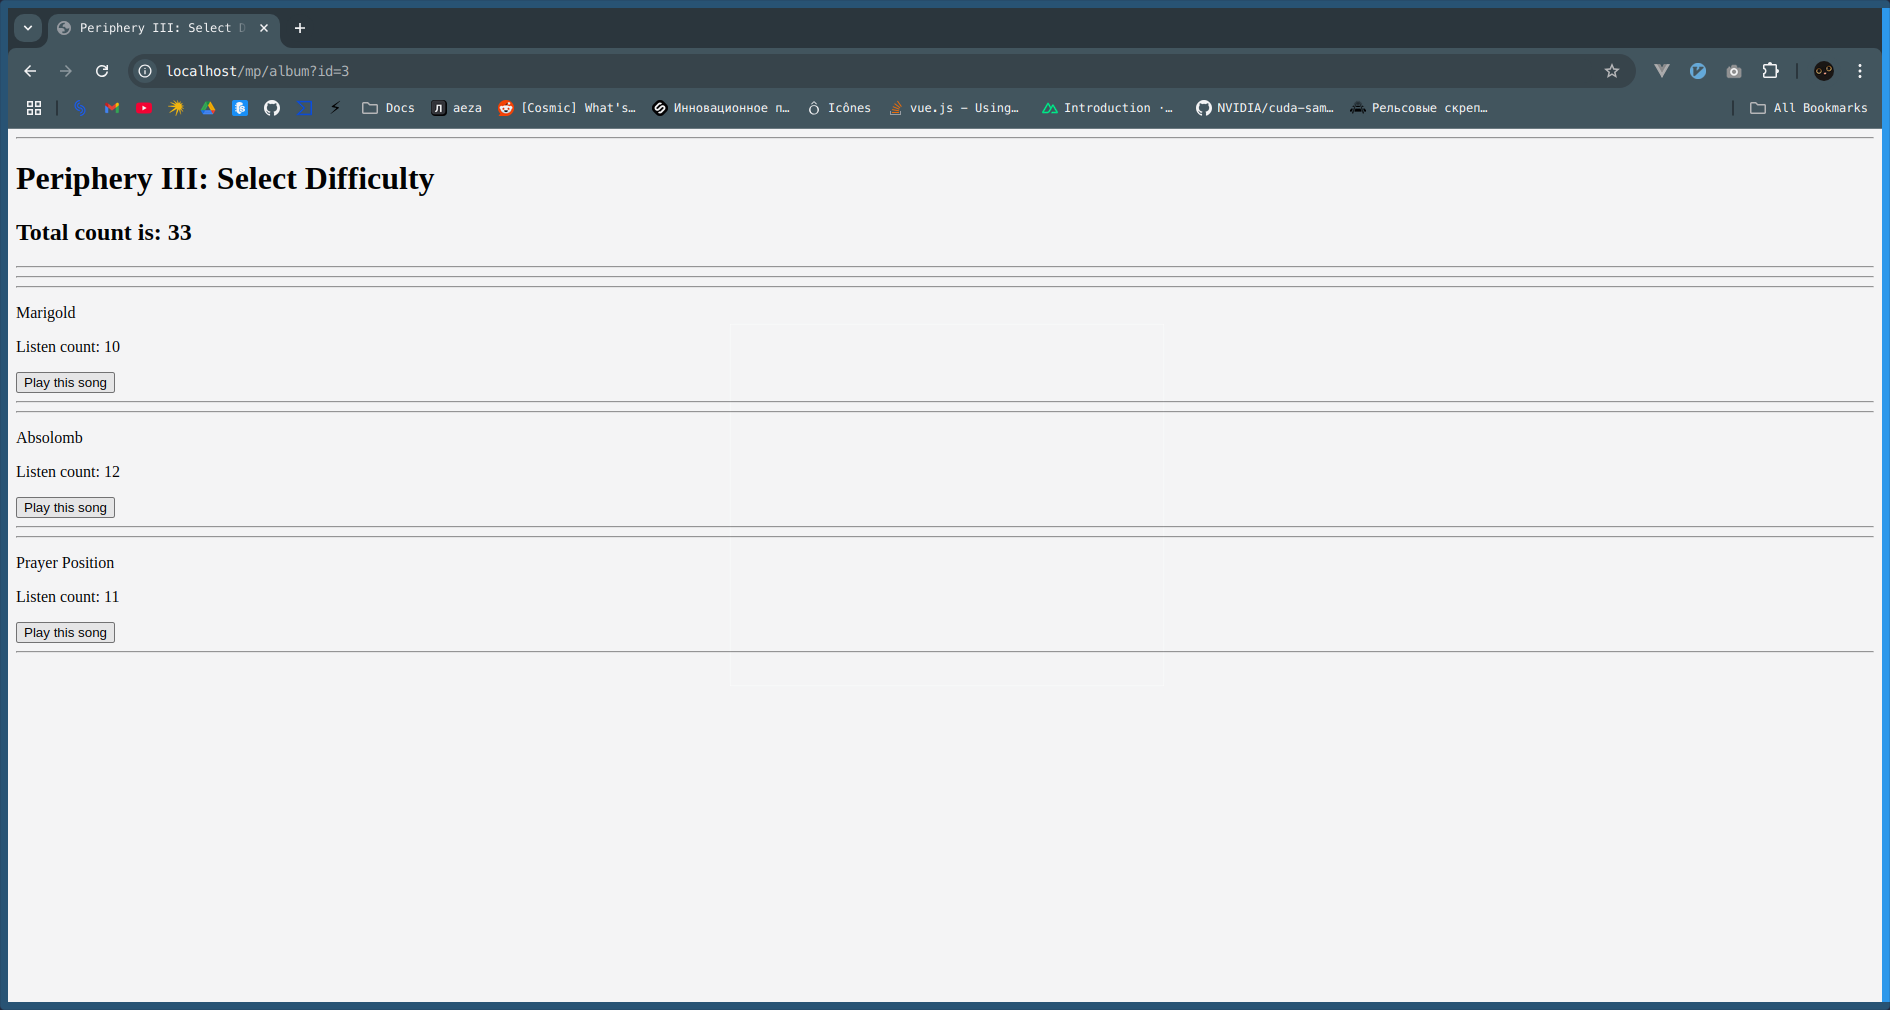 Periphery III: Select D
localhost/mp/album?id=3
Docs
aeza
[Cosmic] What's…
Инновационное п…
Icônes
vue.js - Using…
Introduction ·…
NVIDIA/cuda-sam…
Рельсовые скреп…
All Bookmarks
Periphery III: Select Difficulty
Total count is: 33
Marigold
Listen count: 10
Play this song
Absolomb
Listen count: 12
Play this song
Prayer Position
Listen count: 11
Play this song